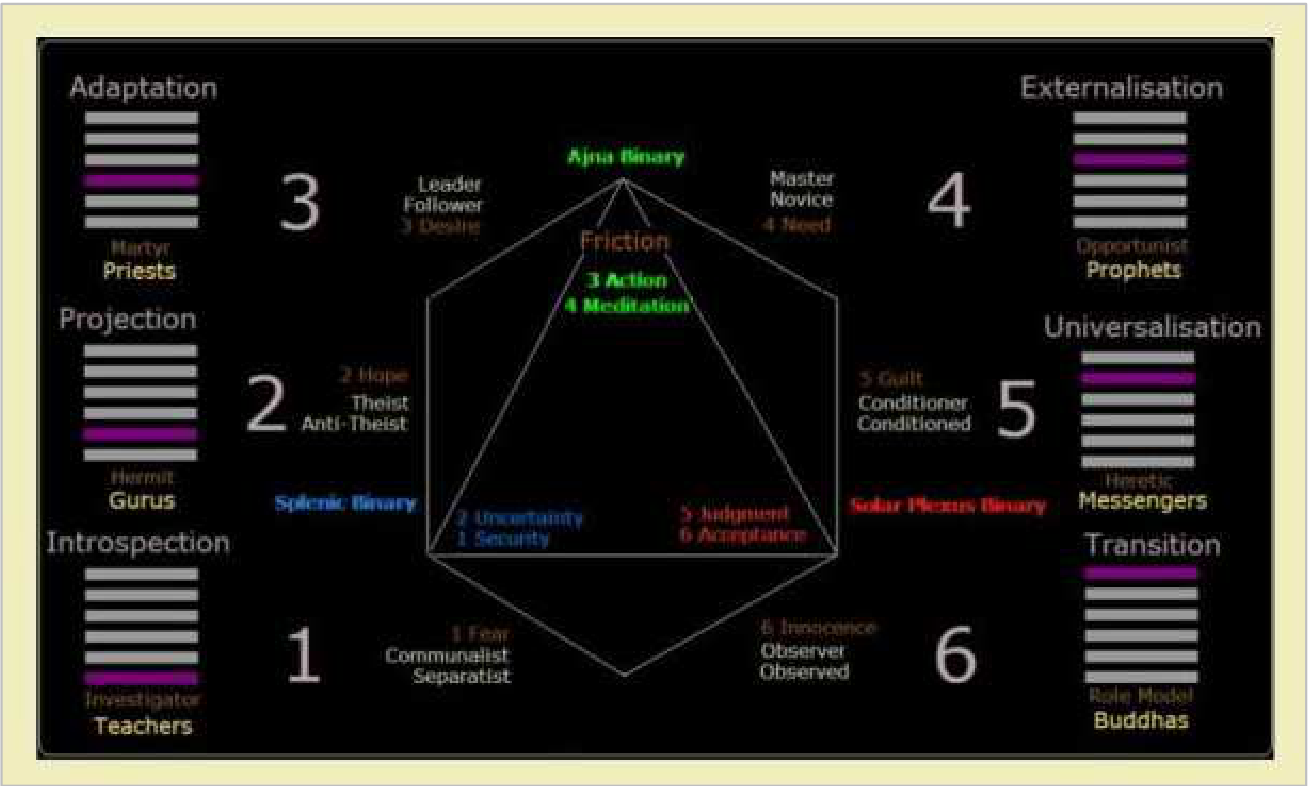 Adaptation
3
Martyr
Priests
Projection
2
Hermit
Gurus
Introspection
1
Investigator
Teachers
Leader
Follower
3 Desire
2 Hope
Theist
Anti-Theist
Splenic Binary
1 Fear
Communalist
Separatist
Ajna Binary
Friction
3 Action
4 Meditation
2 Uncertainty
1 Security
5 Judgment
6 Acceptance
Master
Novice
4 Need
5 Guilt
Conditioner
Conditioned
Solar Plexus Binary
6 Innocence
Observer
Observed
Externalisation
4
Opportunist
Prophets
Universalisation
5
Heretic
Messengers
Transition
6
Role Model
Buddhas